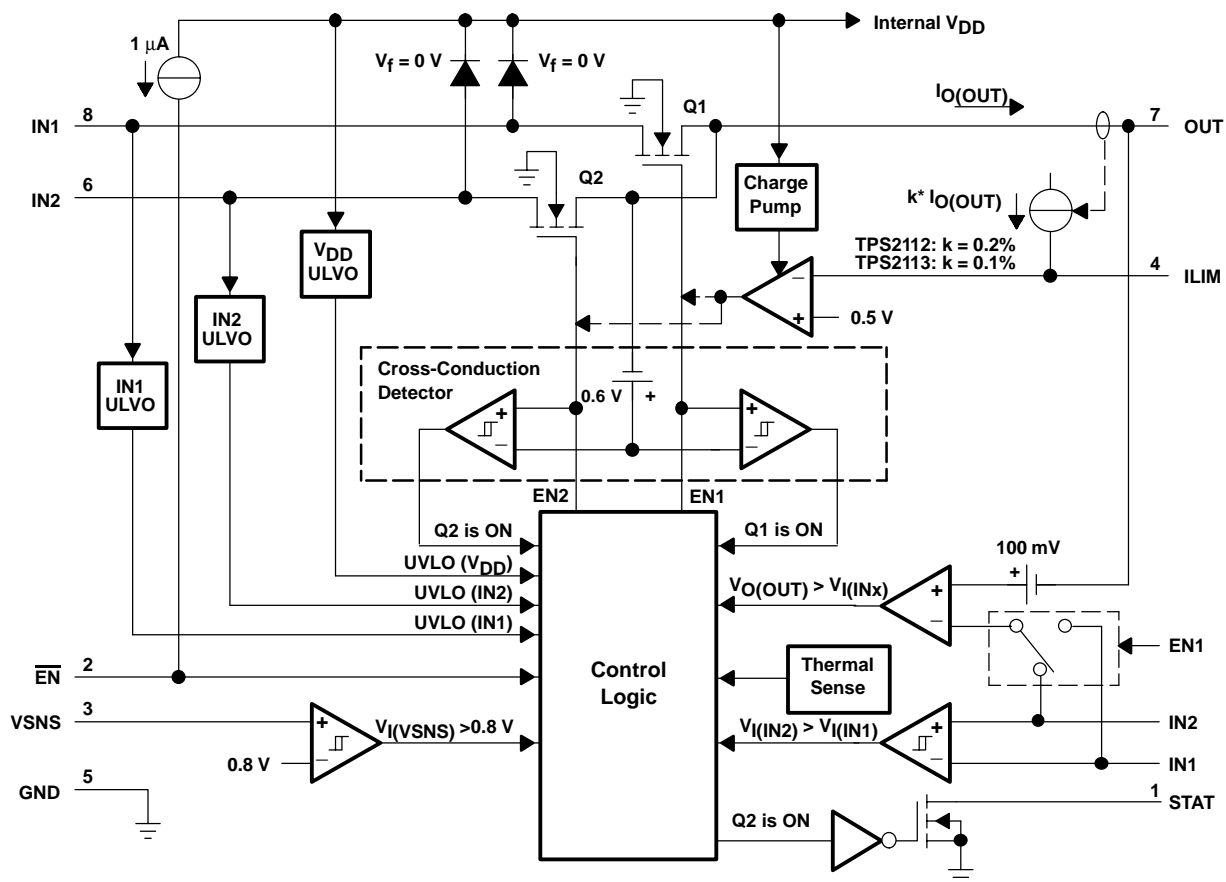 Internal VDD
1 μA
Vf = 0 V
Vf = 0 V
IO(OUT)
Q1
8
IN1
7
OUT
6
IN2
Q2
Charge
Pump
k* IO(OUT)
VDD
ULVO
TPS2112: k = 0.2%
TPS2113: k = 0.1%
4
ILIM
−
+
0.5 V
IN2
ULVO
IN1
ULVO
Cross-Conduction
Detector
0.6 V
+
+
−
+
−
EN2
EN1
Q2 is ON
Q1 is ON
UVLO (VDD)
UVLO (IN2)
UVLO (IN1)
100 mV
+
VO(OUT) > VI(INx)
+
−
EN1
Control
Logic
Thermal
Sense
2
EN
3
VSNS
+
−
VI(VSNS) >0.8 V
0.8 V
VI(IN2) > VI(IN1)
+
−
IN2
IN1
5
GND
1
STAT
Q2 is ON